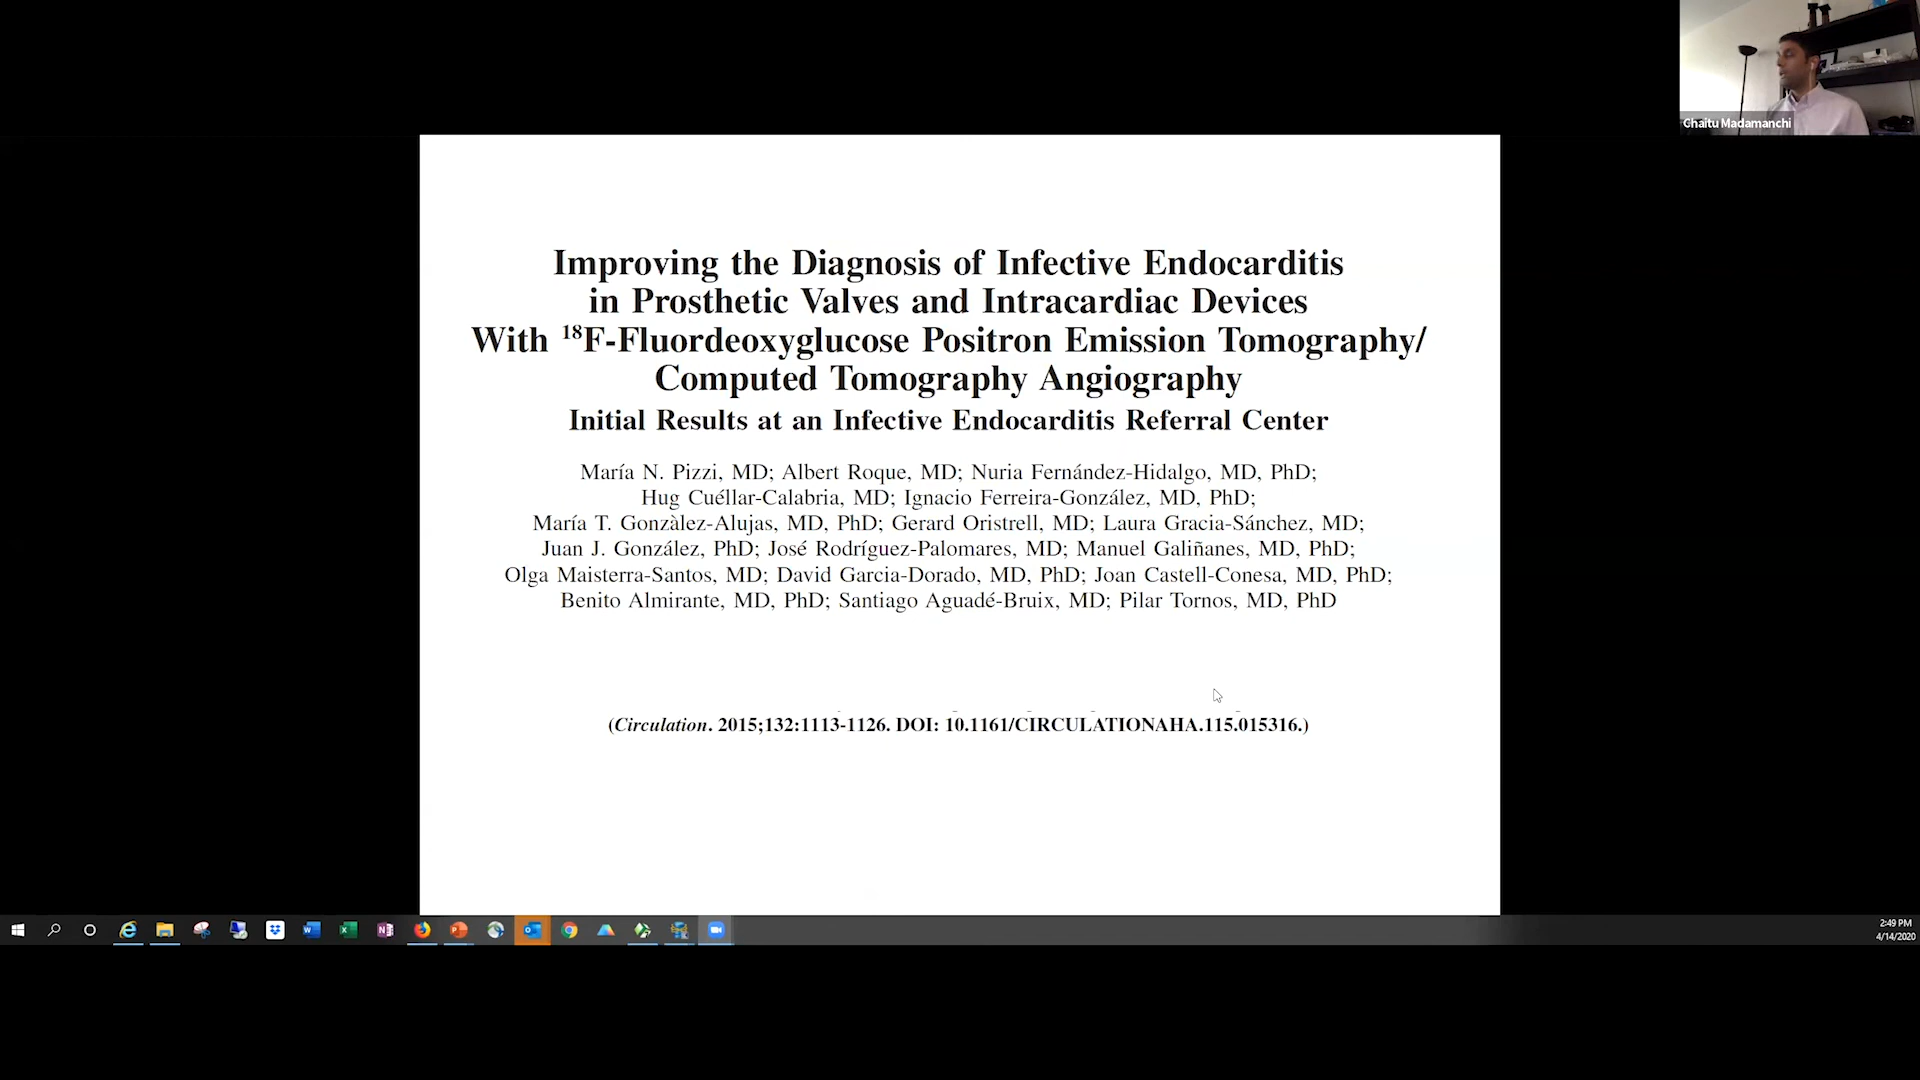 Chaitu Madamanchi
Improving the Diagnosis of Infective Endocarditis
in Prosthetic Valves and Intracardiac Devices
With 18F-Fluordeoxyglucose Positron Emission Tomography/
Computed Tomography Angiography
Initial Results at an Infective Endocarditis Referral Center
María N. Pizzi, MD; Albert Roque, MD; Nuria Fernández-Hidalgo, MD, PhD;
Hug Cuéllar-Calabria, MD; Ignacio Ferreira-González, MD, PhD;
María T. Gonzàlez-Alujas, MD, PhD; Gerard Oristrell, MD; Laura Gracia-Sánchez, MD;
Juan J. González, PhD; José Rodríguez-Palomares, MD; Manuel Galiñanes, MD, PhD;
Olga Maisterra-Santos, MD; David Garcia-Dorado, MD, PhD; Joan Castell-Conesa, MD, PhD;
Benito Almirante, MD, PhD; Santiago Aguadé-Bruix, MD; Pilar Tornos, MD, PhD
(Circulation. 2015;132:1113-1126. DOI: 10.1161/CIRCULATIONAHA.115.015316.)
2:49 PM
4/14/2020